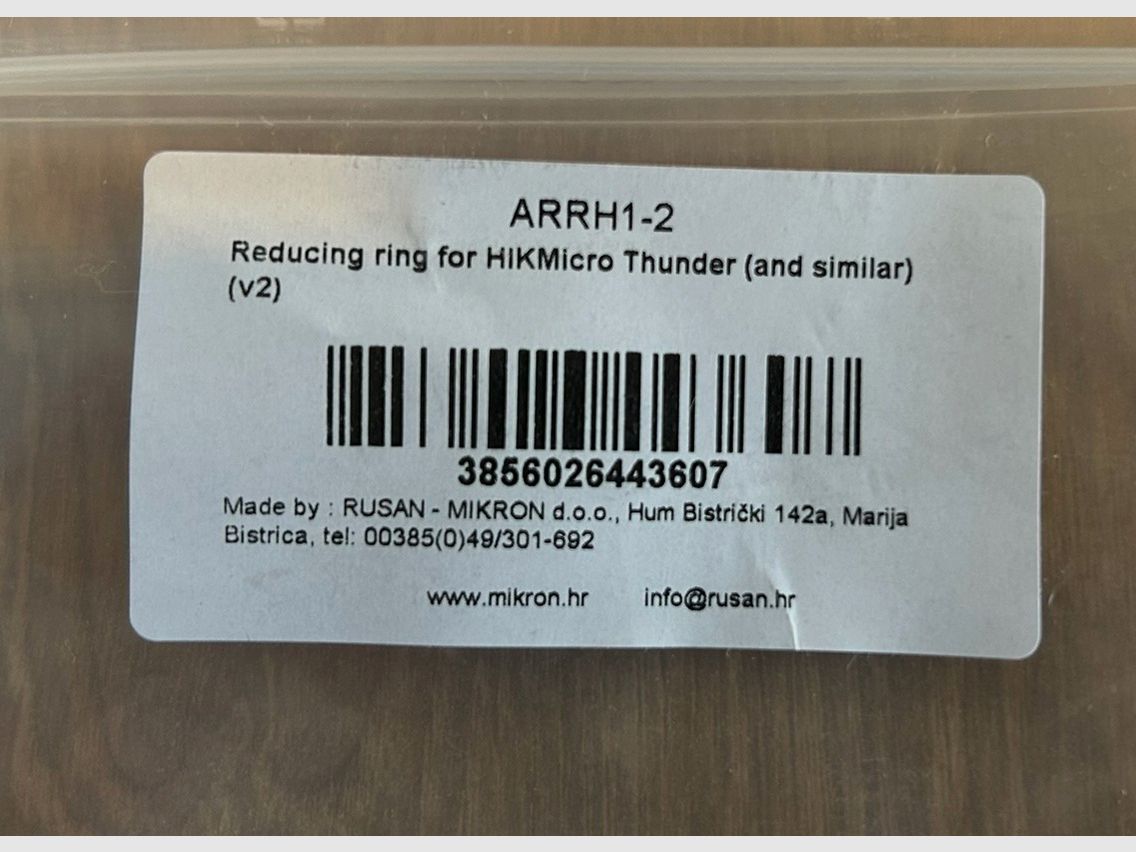 ARRH1-2
Reducing ring for HIKMicro Thunder (and similar)
(v2)
3856026443607
Made by : RUSAN - MIKRON d.o.o., Hum Bistrički 142a, Marija
Bistrica, tel: 00385(0)49/301-692
www.mikron.hr info@rusan.hr